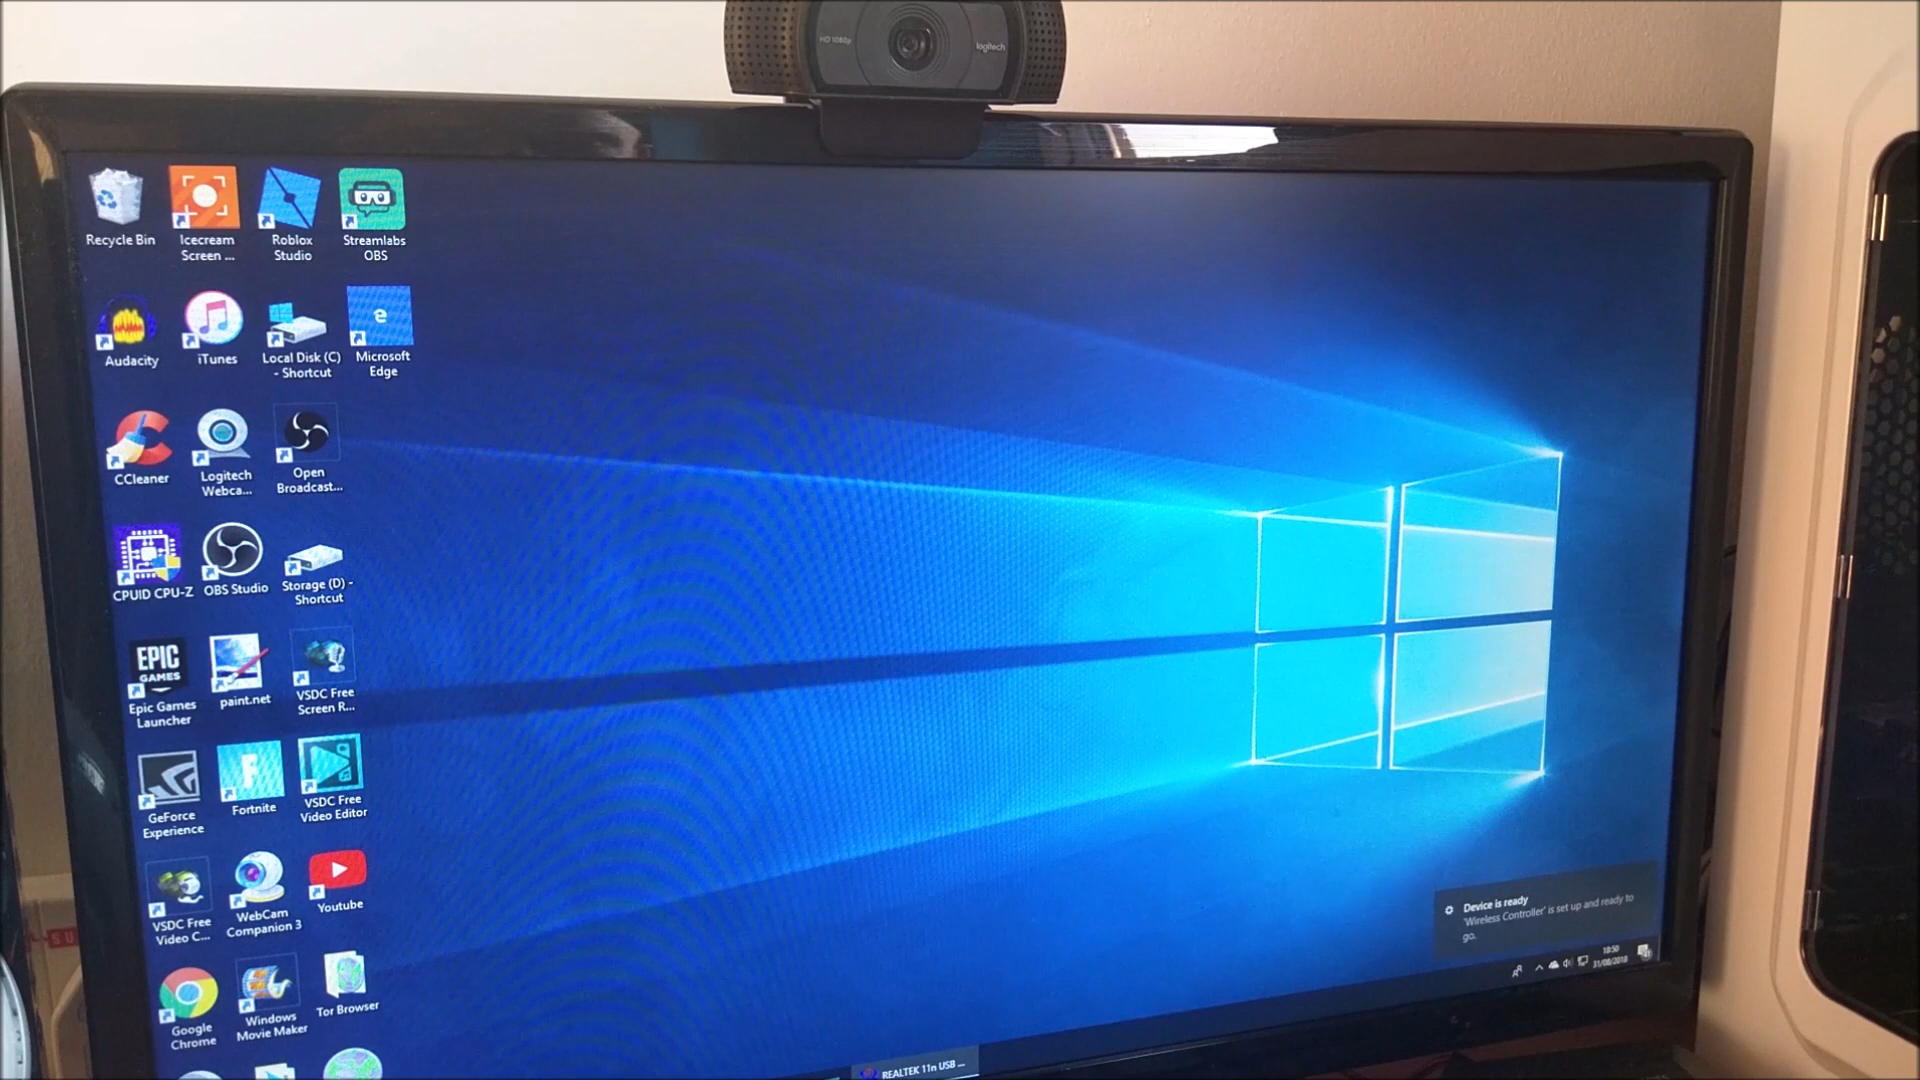 HD 1080p
logitech
Recycle Bin
Icecream
Screen ...
Roblox
Studio
Streamlabs
OBS
Audacity
iTunes
Local Disk (C)
- Shortcut
e
Microsoft
Edge
CCleaner
Logitech
Webca...
Open
Broadcast...
CPUID CPU-Z
OBS Studio
Storage (D) -
Shortcut
EPIC
GAMES
Epic Games
Launcher
paint.net
VSDC Free
Screen R...
GeForce
Experience
F
Fortnite
VSDC Free
Video Editor
VSDC Free
Video C...
WebCam
Companion 3
Youtube
Google
Chrome
Windows
Movie Maker
Tor Browser
Device is ready
'Wireless Controller' is set up and ready to
go.
18:50
31/08/2018
REALTEK 11n USB ...